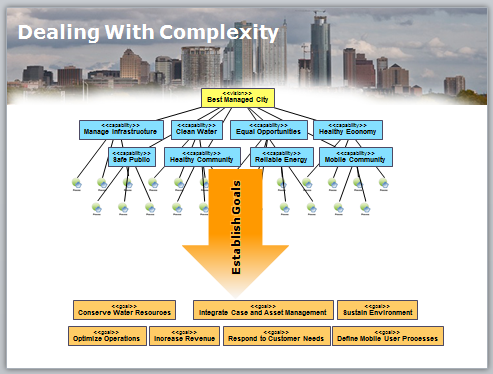 Dealing With Complexity
<<vision>>
Best Managed City
<<capability>>
Manage Infrastructure
<<capability>>
Clean Water
<<capability>>
Equal Opportunities
<<capability>>
Healthy Economy
<<capability>>
Safe Public
<<capability>>
Healthy Community
<<capability>>
Reliable Energy
<<capability>>
Mobile Community
Establish Goals
<<goal>>
Conserve Water Resources
<<goal>>
Integrate Case and Asset Management
<<goal>>
Sustain Environment
<<goal>>
Optimize Operations
<<goal>>
Increase Revenue
<<goal>>
Respond to Customer Needs
<<goal>>
Define Mobile User Processes